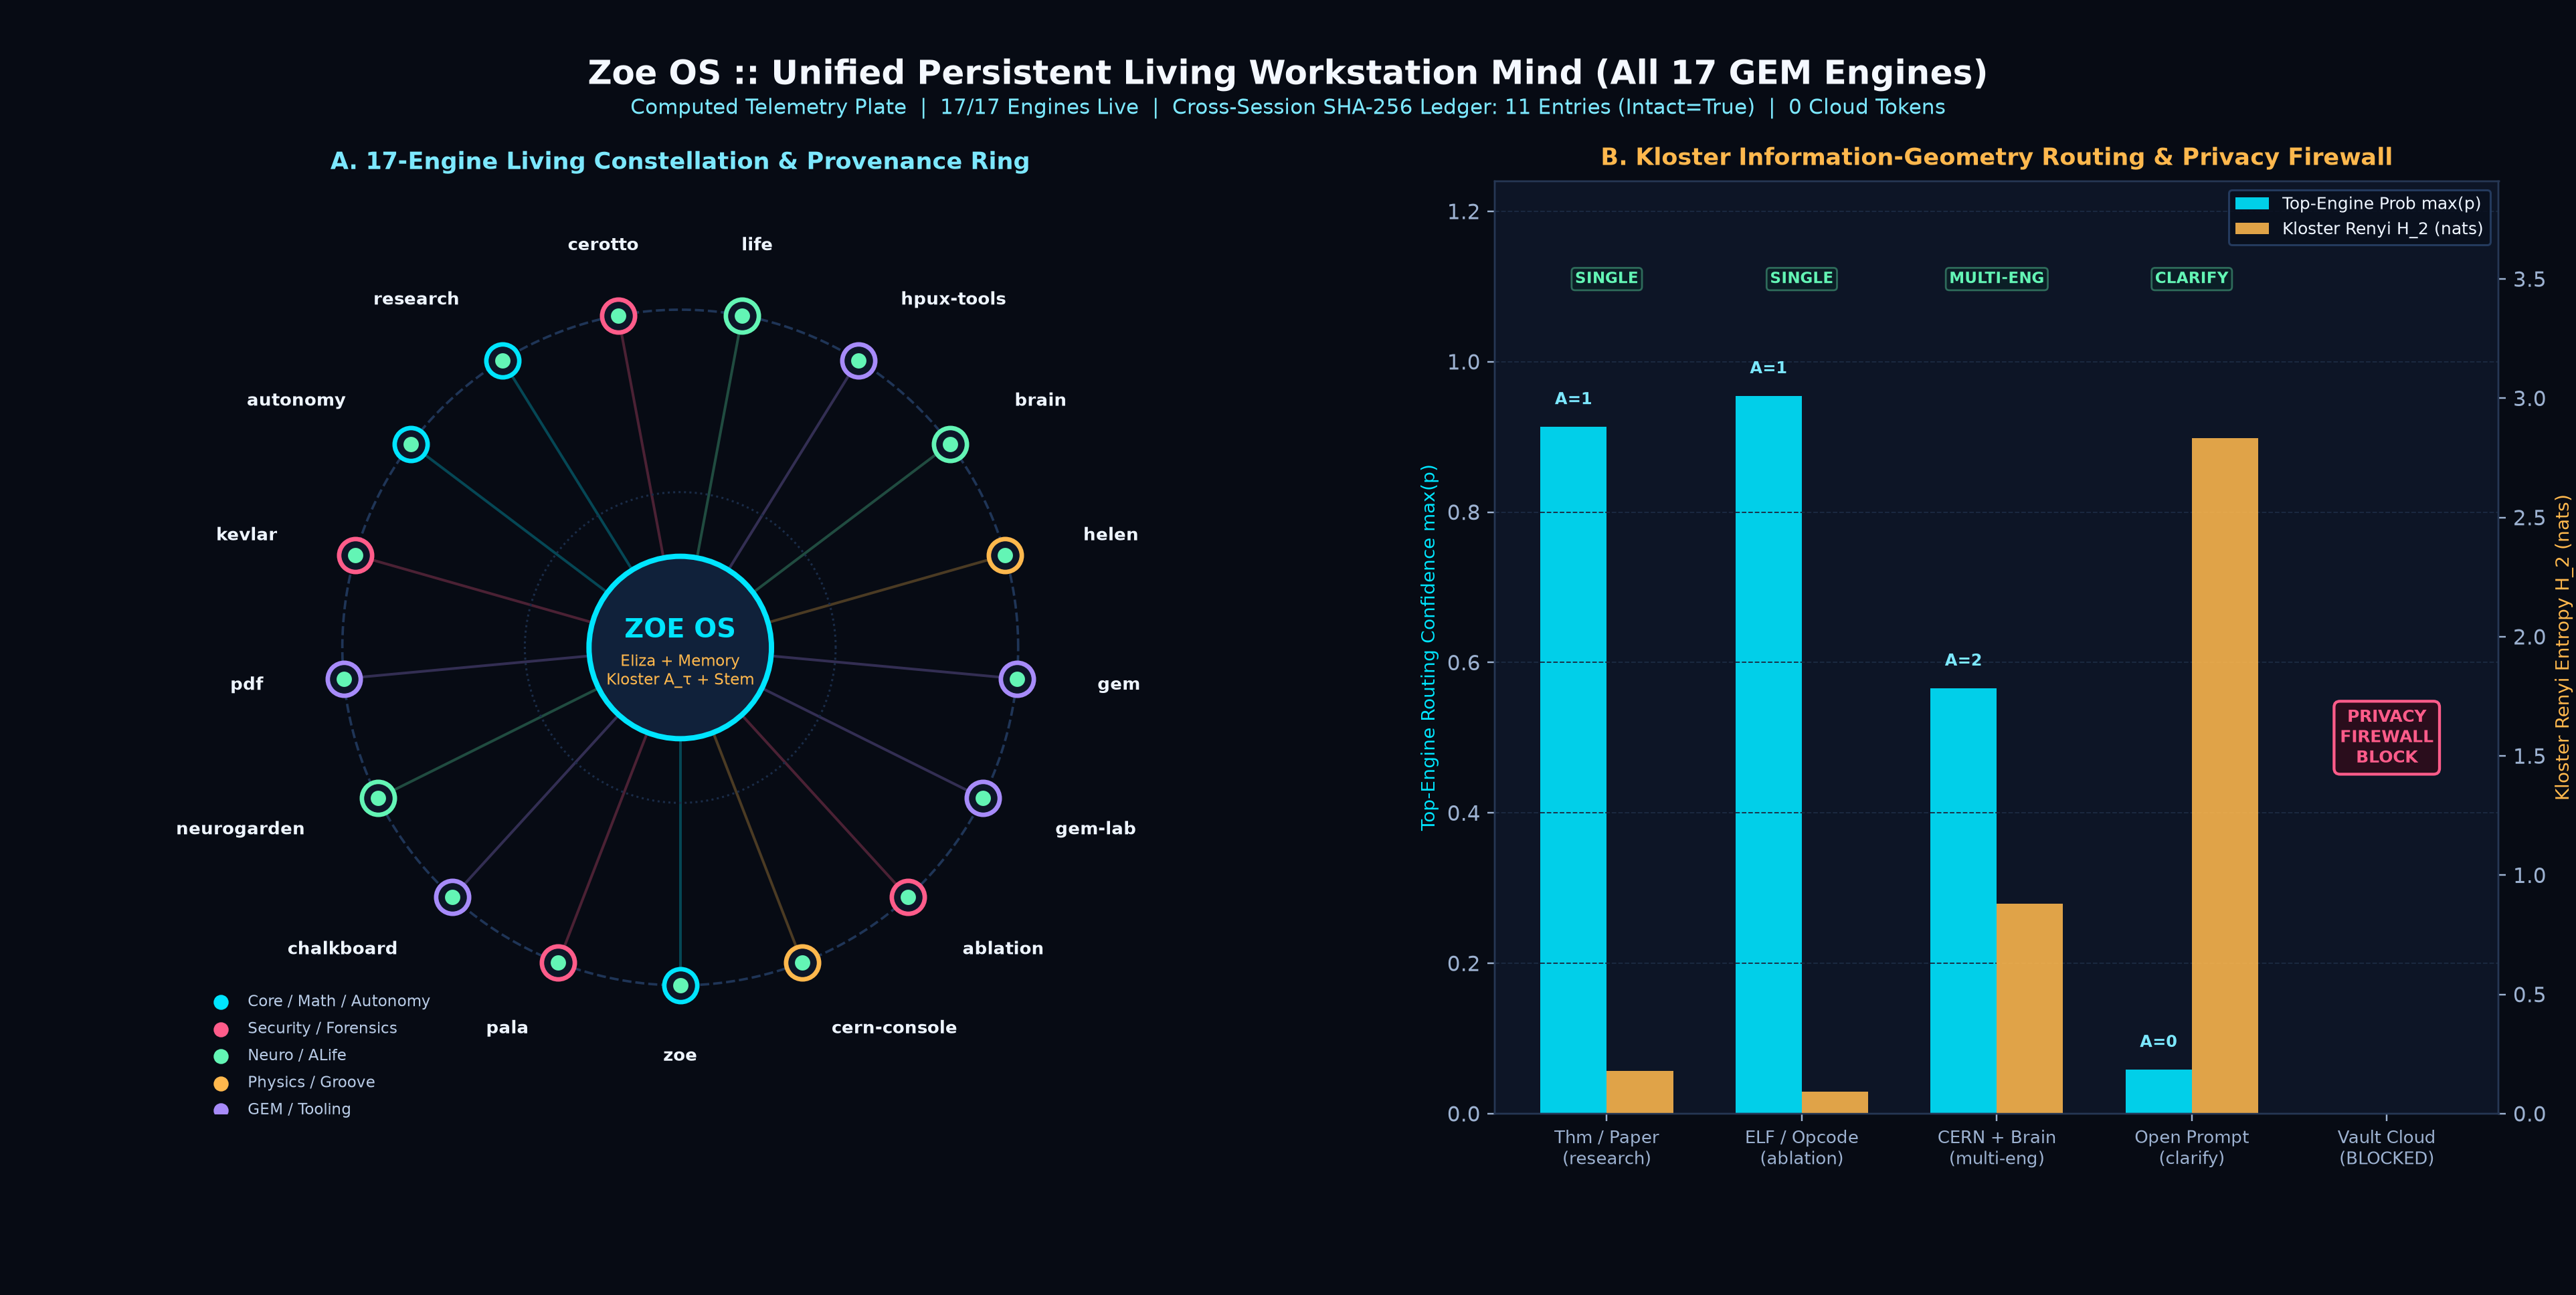 Zoe OS :: Unified Persistent Living Workstation Mind (All 17 GEM Engines)
Computed Telemetry Plate | 17/17 Engines Live | Cross-Session SHA-256 Ledger: 11 Entries (Intact=True) | 0 Cloud Tokens
A. 17-Engine Living Constellation & Provenance Ring
cerotto
life
research
hpux-tools
autonomy
brain
kevlar
helen
ZOE OS
Eliza + Memory
Kloster A_τ + Stem
pdf
gem
neurogarden
gem-lab
chalkboard
ablation
pala
cern-console
zoe
Core / Math / Autonomy
Security / Forensics
Neuro / ALife
Physics / Groove
GEM / Tooling
B. Kloster Information-Geometry Routing & Privacy Firewall
Top-Engine Prob max(p)
Kloster Renyi H_2 (nats)
SINGLE
SINGLE
MULTI-ENG
CLARIFY
A=1
A=1
A=2
A=0
PRIVACY
FIREWALL
BLOCK
Top-Engine Routing Confidence max(p)
1.2
1.0
0.8
0.6
0.4
0.2
0.0
Kloster Renyi Entropy H_2 (nats)
3.5
3.0
2.5
2.0
1.5
1.0
0.5
0.0
Thm / Paper
(research)
ELF / Opcode
(ablation)
CERN + Brain
(multi-eng)
Open Prompt
(clarify)
Vault Cloud
(BLOCKED)